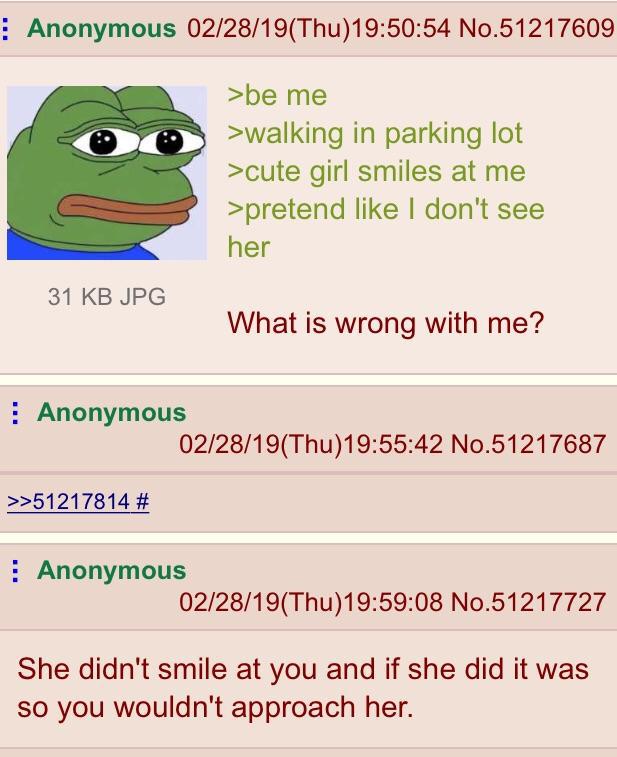 Anonymous 02/28/19(Thu)19:50:54 No.51217609
>be me
>walking in parking lot
>cute girl smiles at me
>pretend like I don't see
her
31 KB JPG
What is wrong with me?
Anonymous
02/28/19(Thu)19:55:42 No.51217687
>>51217814 #
Anonymous
02/28/19(Thu)19:59:08 No.51217727
She didn't smile at you and if she did it was
so you wouldn't approach her.